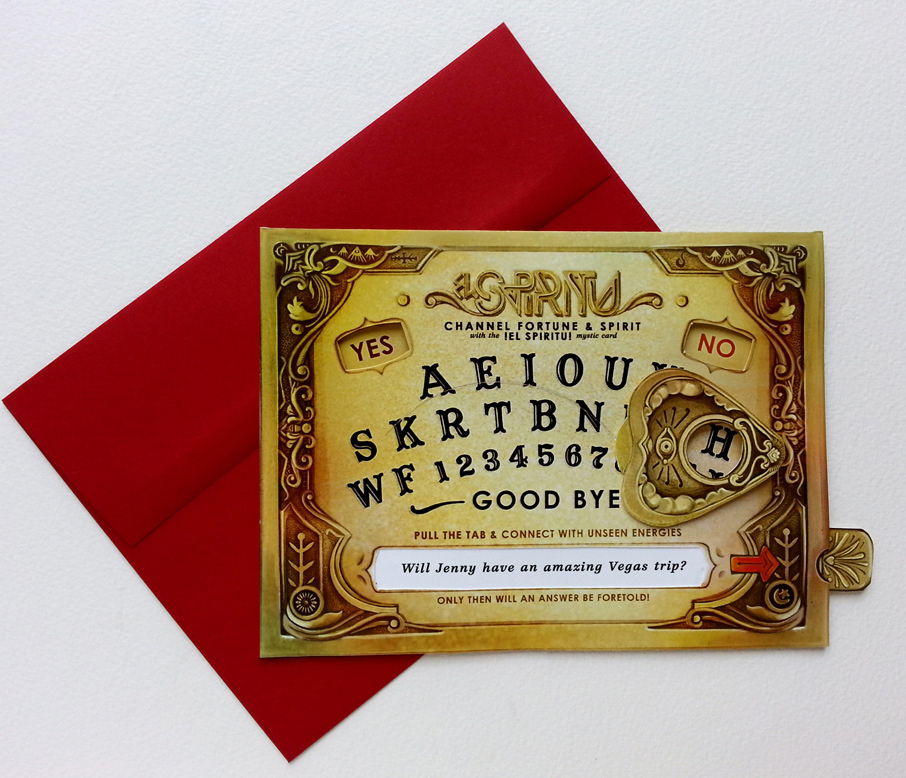 EL SPIRITU
CHANNEL FORTUNE & SPIRIT
with the !EL SPIRITU! mystic card
YES
NO
A E I O U
S K R T B N
H
W F 1 2 3 4 5 6 7
GOOD BYE
PULL THE TAB & CONNECT WITH UNSEEN ENERGIES
Will Jenny have an amazing Vegas trip?
ONLY THEN WILL AN ANSWER BE FORETOLD!